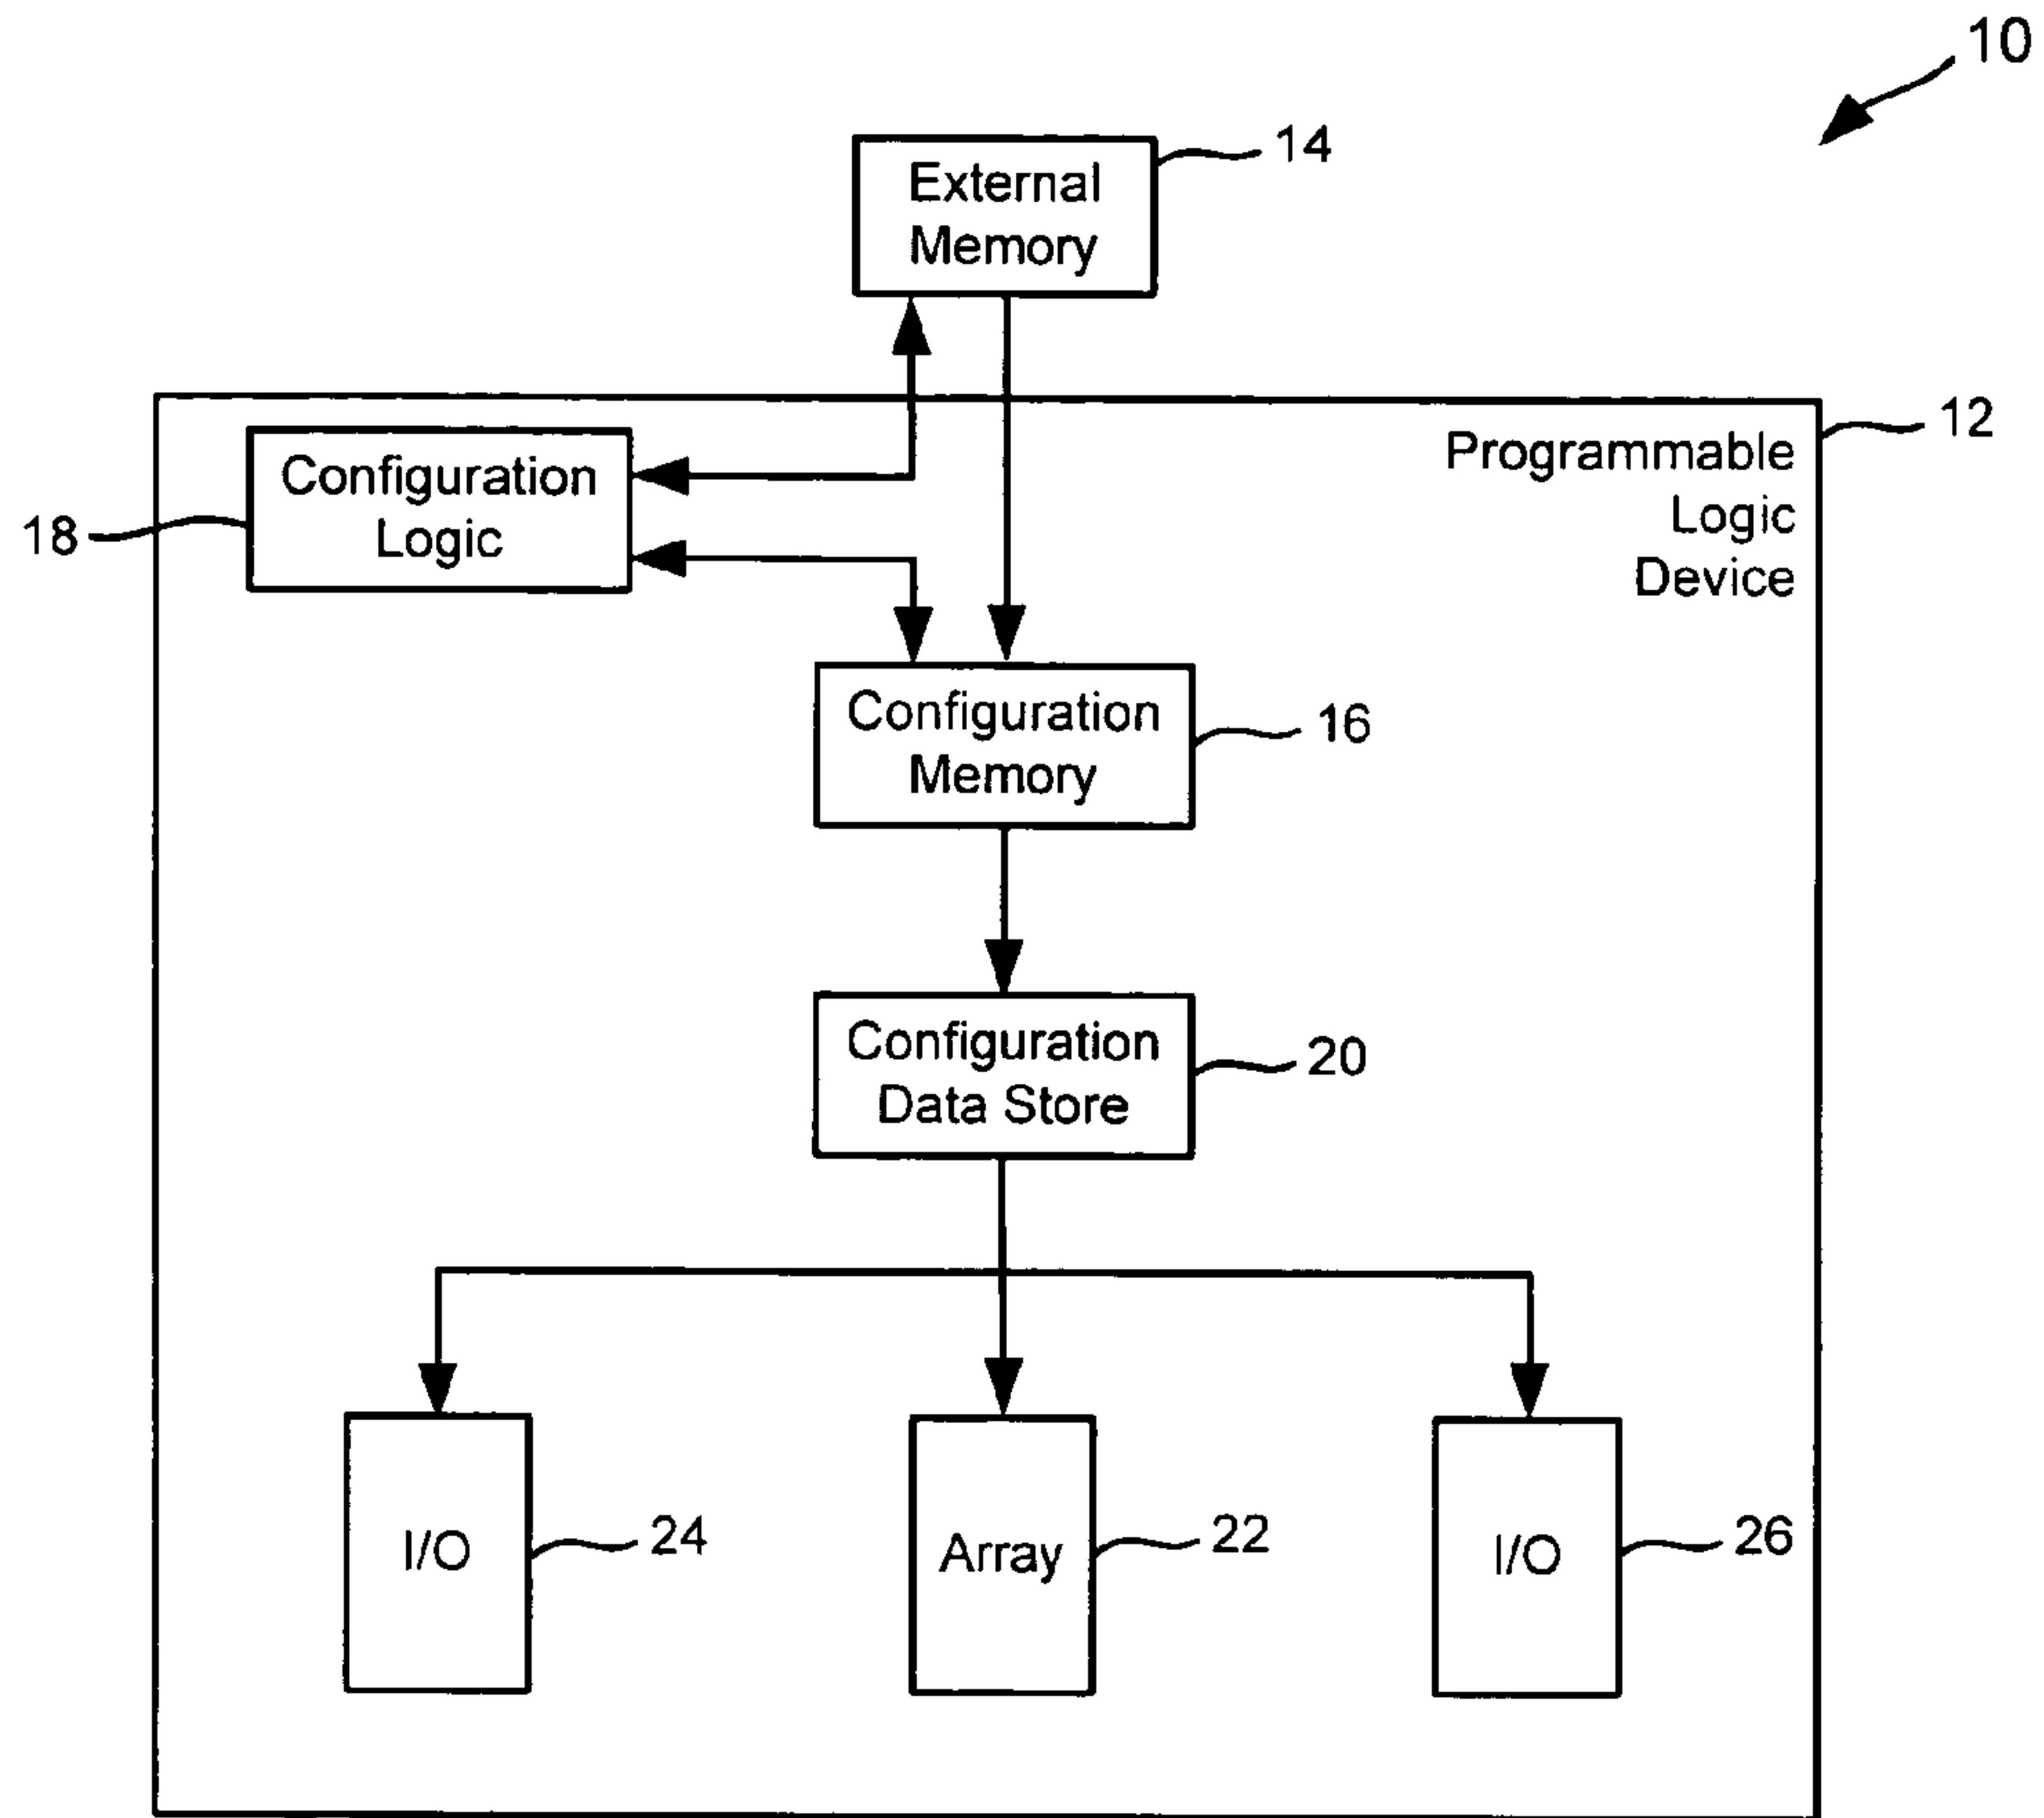 10
External
Memory
14
12
Programmable
Logic
Device
Configuration
Logic
18
Configuration
Memory
16
Configuration
Data Store
20
I/O
24
Array
22
I/O
26